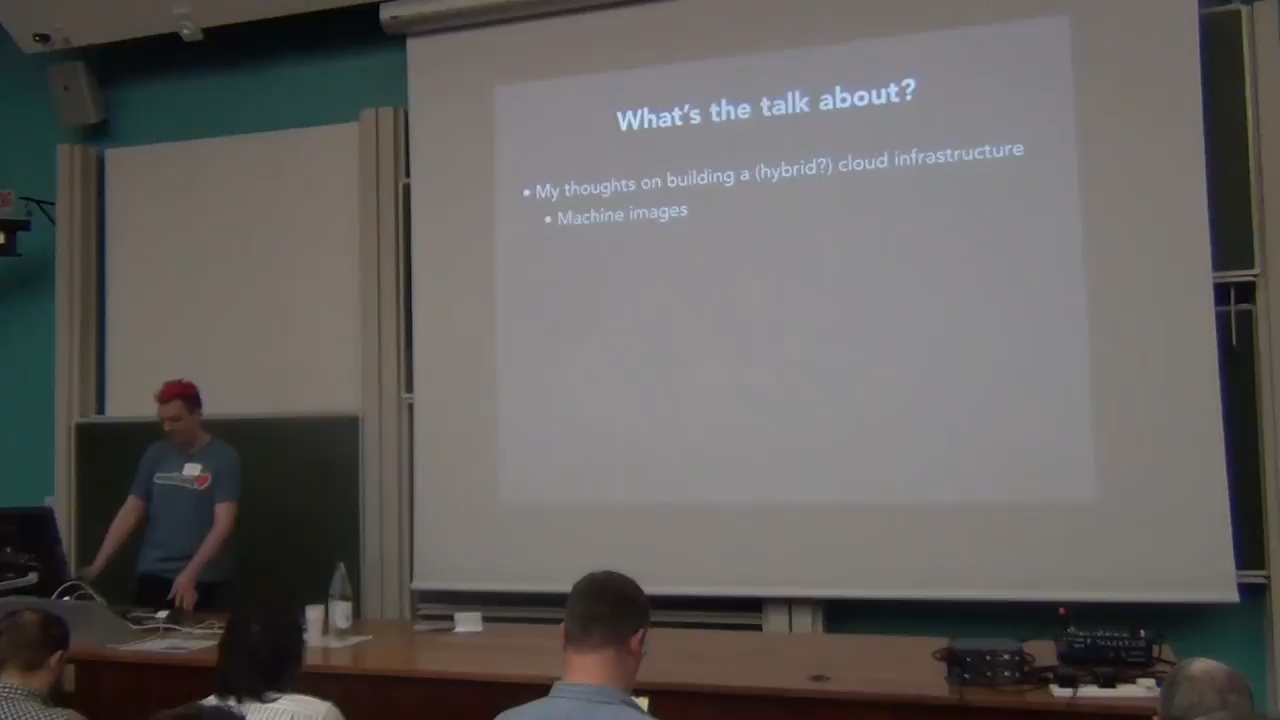 What's the talk about?
• My thoughts on building a (hybrid?) cloud infrastructure
• Machine images